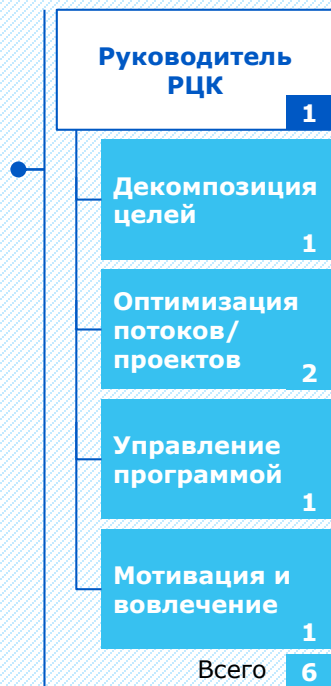 Руководитель
РЦК
1
Декомпозиция
целей
1
Оптимизация
потоков/
проектов
2
Управление
программой
1
Мотивация и
вовлечение
1
Всего 6